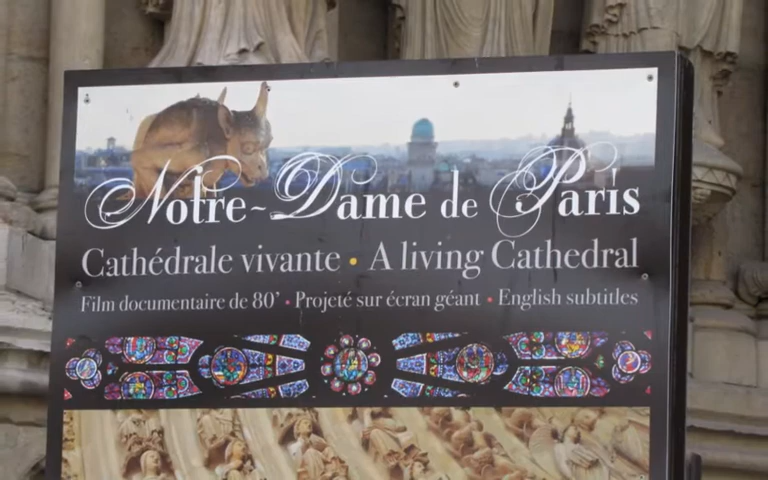 Notre~Dame de Paris
Cathédrale vivante • A living Cathedral
Film documentaire de 80' • Projeté sur écran géant • English subtitles